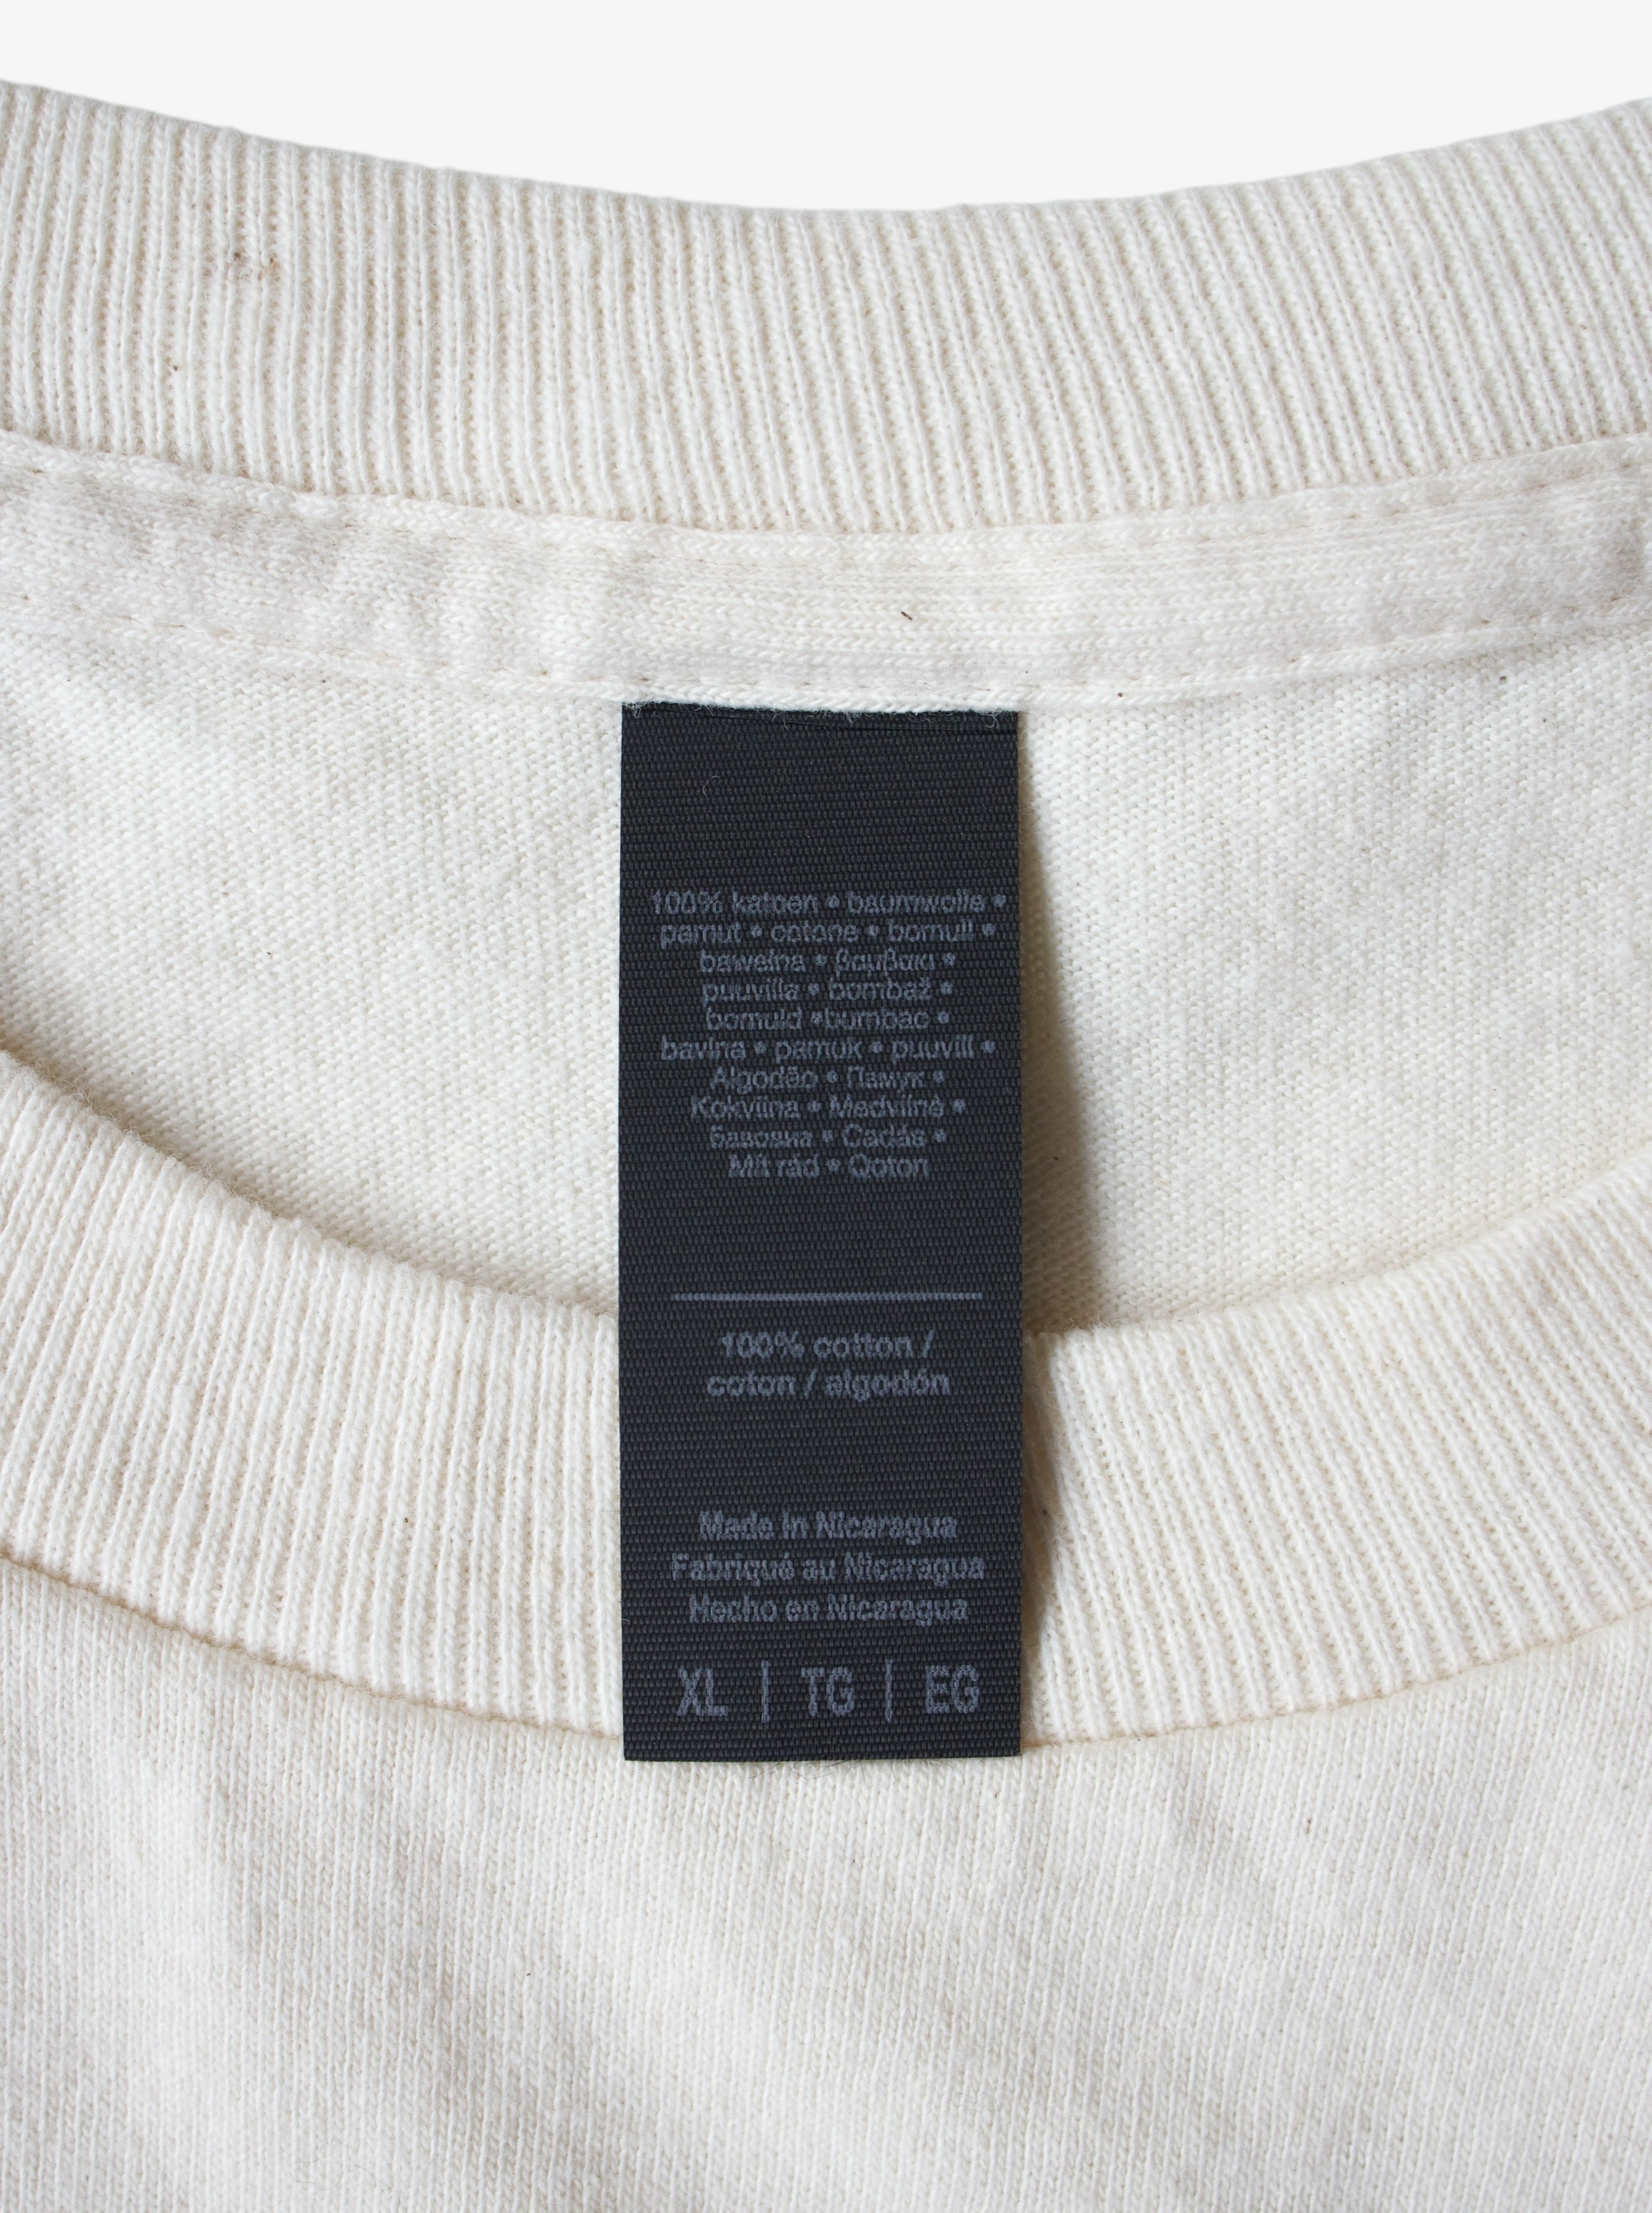 100% katoen • baumwolle •
pamut • cotone • bomull •
bawełna • βαμβακι •
puuvilla • bombaž •
bomuld •bumbac •
bavlna • pamuk • puuvill •
Algodão • Памук •
Kokvilna • Medvilnė •
Бавовна • Cadás •
Mit rád • Qoton
100% cotton /
coton / algodón
Made in Nicaragua
Fabriqué au Nicaragua
Hecho en Nicaragua
XL | TG | EG